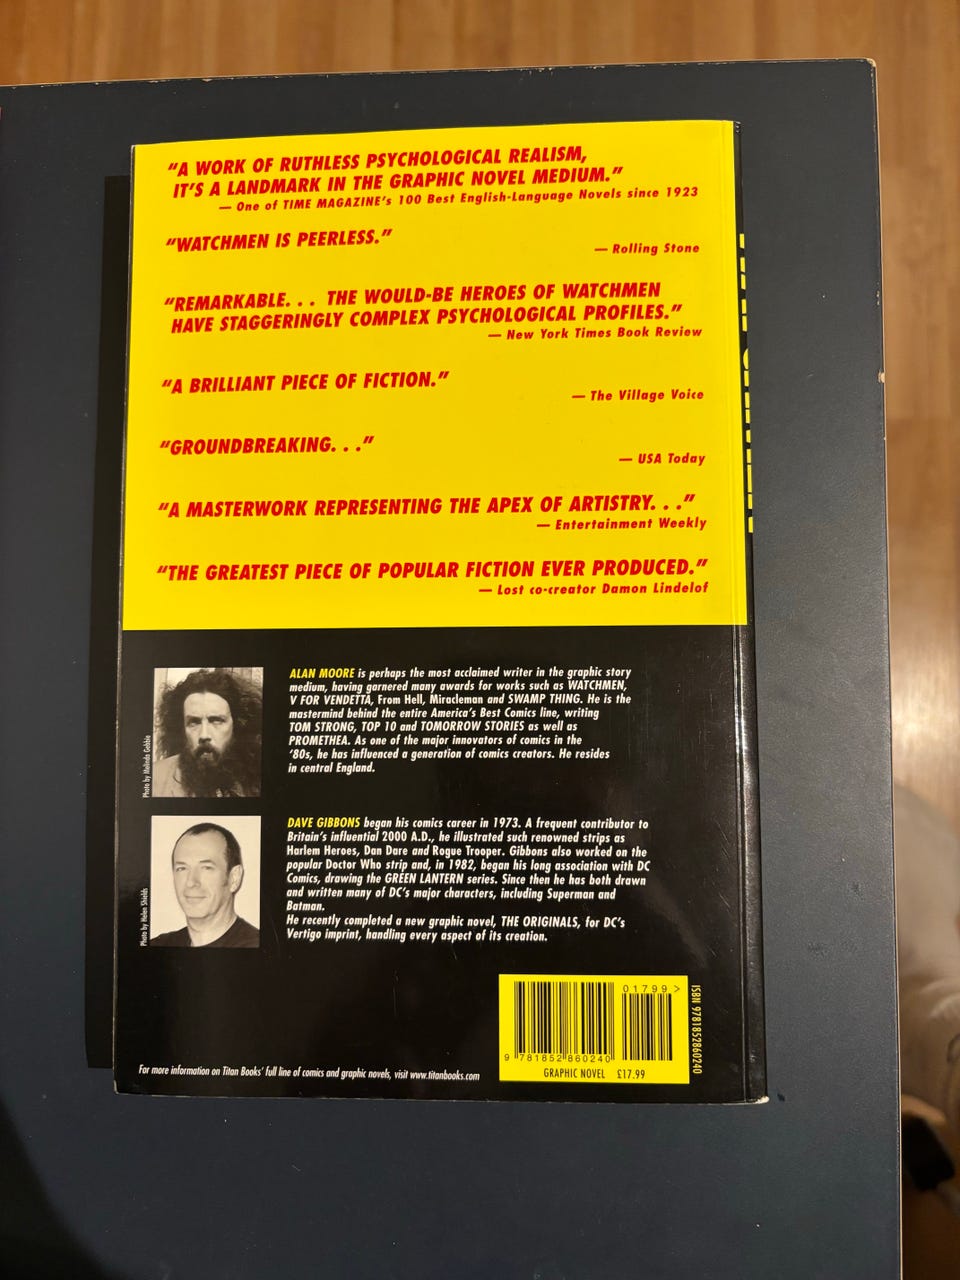 “A WORK OF RUTHLESS PSYCHOLOGICAL REALISM,
IT’S A LANDMARK IN THE GRAPHIC NOVEL MEDIUM.”
— One of TIME MAGAZINE’s 100 Best English-Language Novels since 1923
“WATCHMEN IS PEERLESS.”
— Rolling Stone
“REMARKABLE. . . THE WOULD-BE HEROES OF WATCHMEN
HAVE STAGGERINGLY COMPLEX PSYCHOLOGICAL PROFILES.”
— New York Times Book Review
“A BRILLIANT PIECE OF FICTION.”
— The Village Voice
“GROUNDBREAKING. . .”
— USA Today
“A MASTERWORK REPRESENTING THE APEX OF ARTISTRY. . .”
— Entertainment Weekly
“THE GREATEST PIECE OF POPULAR FICTION EVER PRODUCED.”
— Lost co-creator Damon Lindelof
ALAN MOORE is perhaps the most acclaimed writer in the graphic story
medium, having garnered many awards for works such as WATCHMEN,
V FOR VENDETTA, From Hell, Miracleman and SWAMP THING. He is the
mastermind behind the entire America’s Best Comics line, writing
TOM STRONG, TOP 10 and TOMORROW STORIES as well as
PROMETHEA. As one of the major innovators of comics in the
‘80s, he has influenced a generation of comics creators. He resides
in central England.
Photo by Melinda Gebbie
DAVE GIBBONS began his comics career in 1973. A frequent contributor to
Britain’s influential 2000 A.D., he illustrated such renowned strips as
Harlem Heroes, Dan Dare and Rogue Trooper. Gibbons also worked on the
popular Doctor Who strip and, in 1982, began his long association with DC
Comics, drawing the GREEN LANTERN series. Since then he has both drawn
and written many of DC’s major characters, including Superman and
Batman.
He recently completed a new graphic novel, THE ORIGINALS, for DC’s
Vertigo imprint, handling every aspect of its creation.
Photo by Helen Shields
01799 >
9 781852 860240
GRAPHIC NOVEL £17.99
ISBN 9781852860240
For more information on Titan Books’ full line of comics and graphic novels, visit www.titanbooks.com